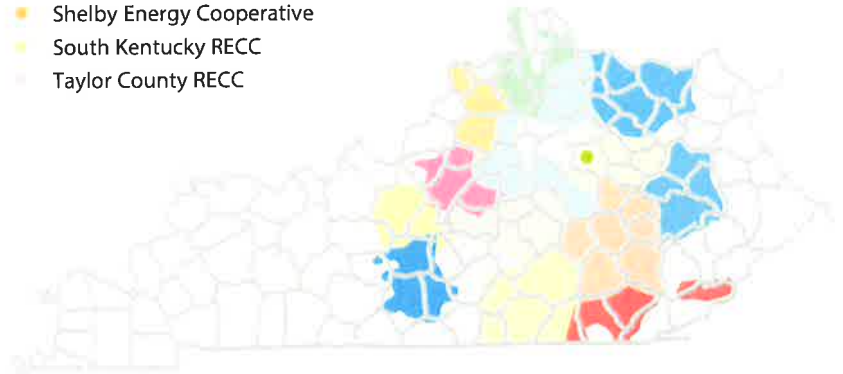 Shelby Energy Cooperative
South Kentucky RECC
Taylor County RECC